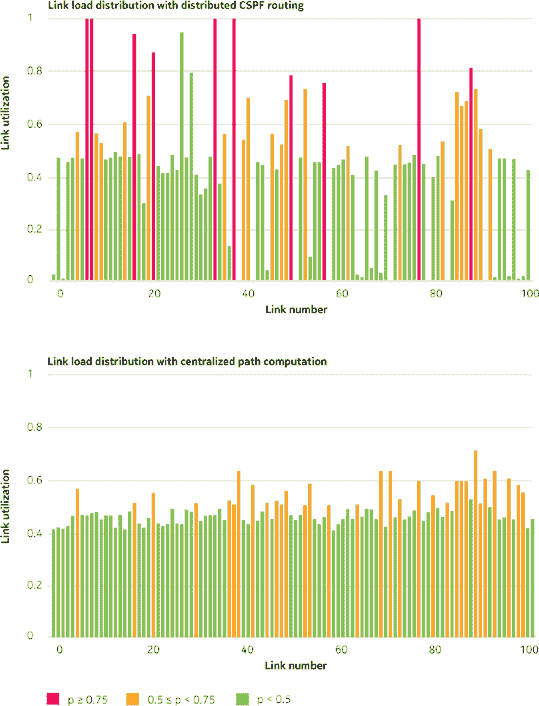 Link load distribution with distributed CSPF routing
1
0.8
0.6
0.4
0.2
0
Link utilization
0 20 40 60 80 100
Link number
Link load distribution with centralized path computation
1
0.8
0.6
0.4
0.2
0
Link utilization
0 20 40 60 80 100
Link number
p ≥ 0.75 0.5 ≤ p < 0.75 p < 0.5